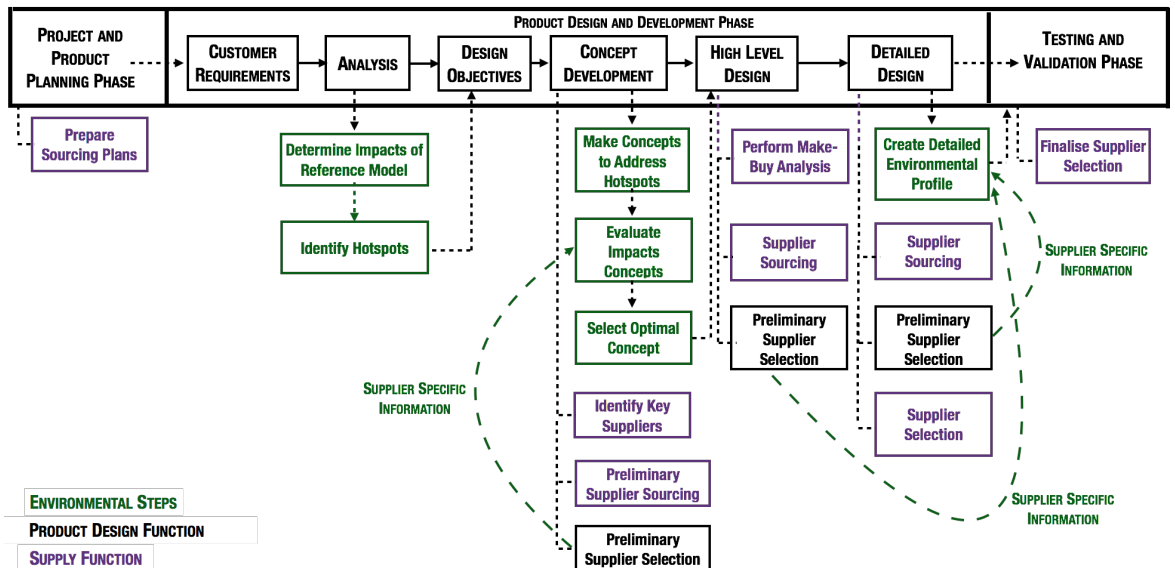 PRODUCT DESIGN AND DEVELOPMENT PHASE
PROJECT AND
PRODUCT
PLANNING PHASE
CUSTOMER
REQUIREMENTS
ANALYSIS
DESIGN
OBJECTIVES
CONCEPT
DEVELOPMENT
HIGH LEVEL
DESIGN
DETAILED
DESIGN
TESTING AND
VALIDATION PHASE
Prepare
Sourcing Plans
Determine Impacts of
Reference Model
Identify Hotspots
Make Concepts
to Address
Hotspots
Evaluate
Impacts
Concepts
Select Optimal
Concept
Identify Key
Suppliers
Preliminary
Supplier Sourcing
Preliminary
Supplier Selection
SUPPLIER SPECIFIC
INFORMATION
Perform Make-
Buy Analysis
Supplier
Sourcing
Preliminary
Supplier
Selection
Create Detailed
Environmental
Profile
Supplier
Sourcing
Preliminary
Supplier
Selection
Supplier
Selection
Finalise Supplier
Selection
SUPPLIER SPECIFIC
INFORMATION
SUPPLIER SPECIFIC
INFORMATION
ENVIRONMENTAL STEPS
PRODUCT DESIGN FUNCTION
SUPPLY FUNCTION